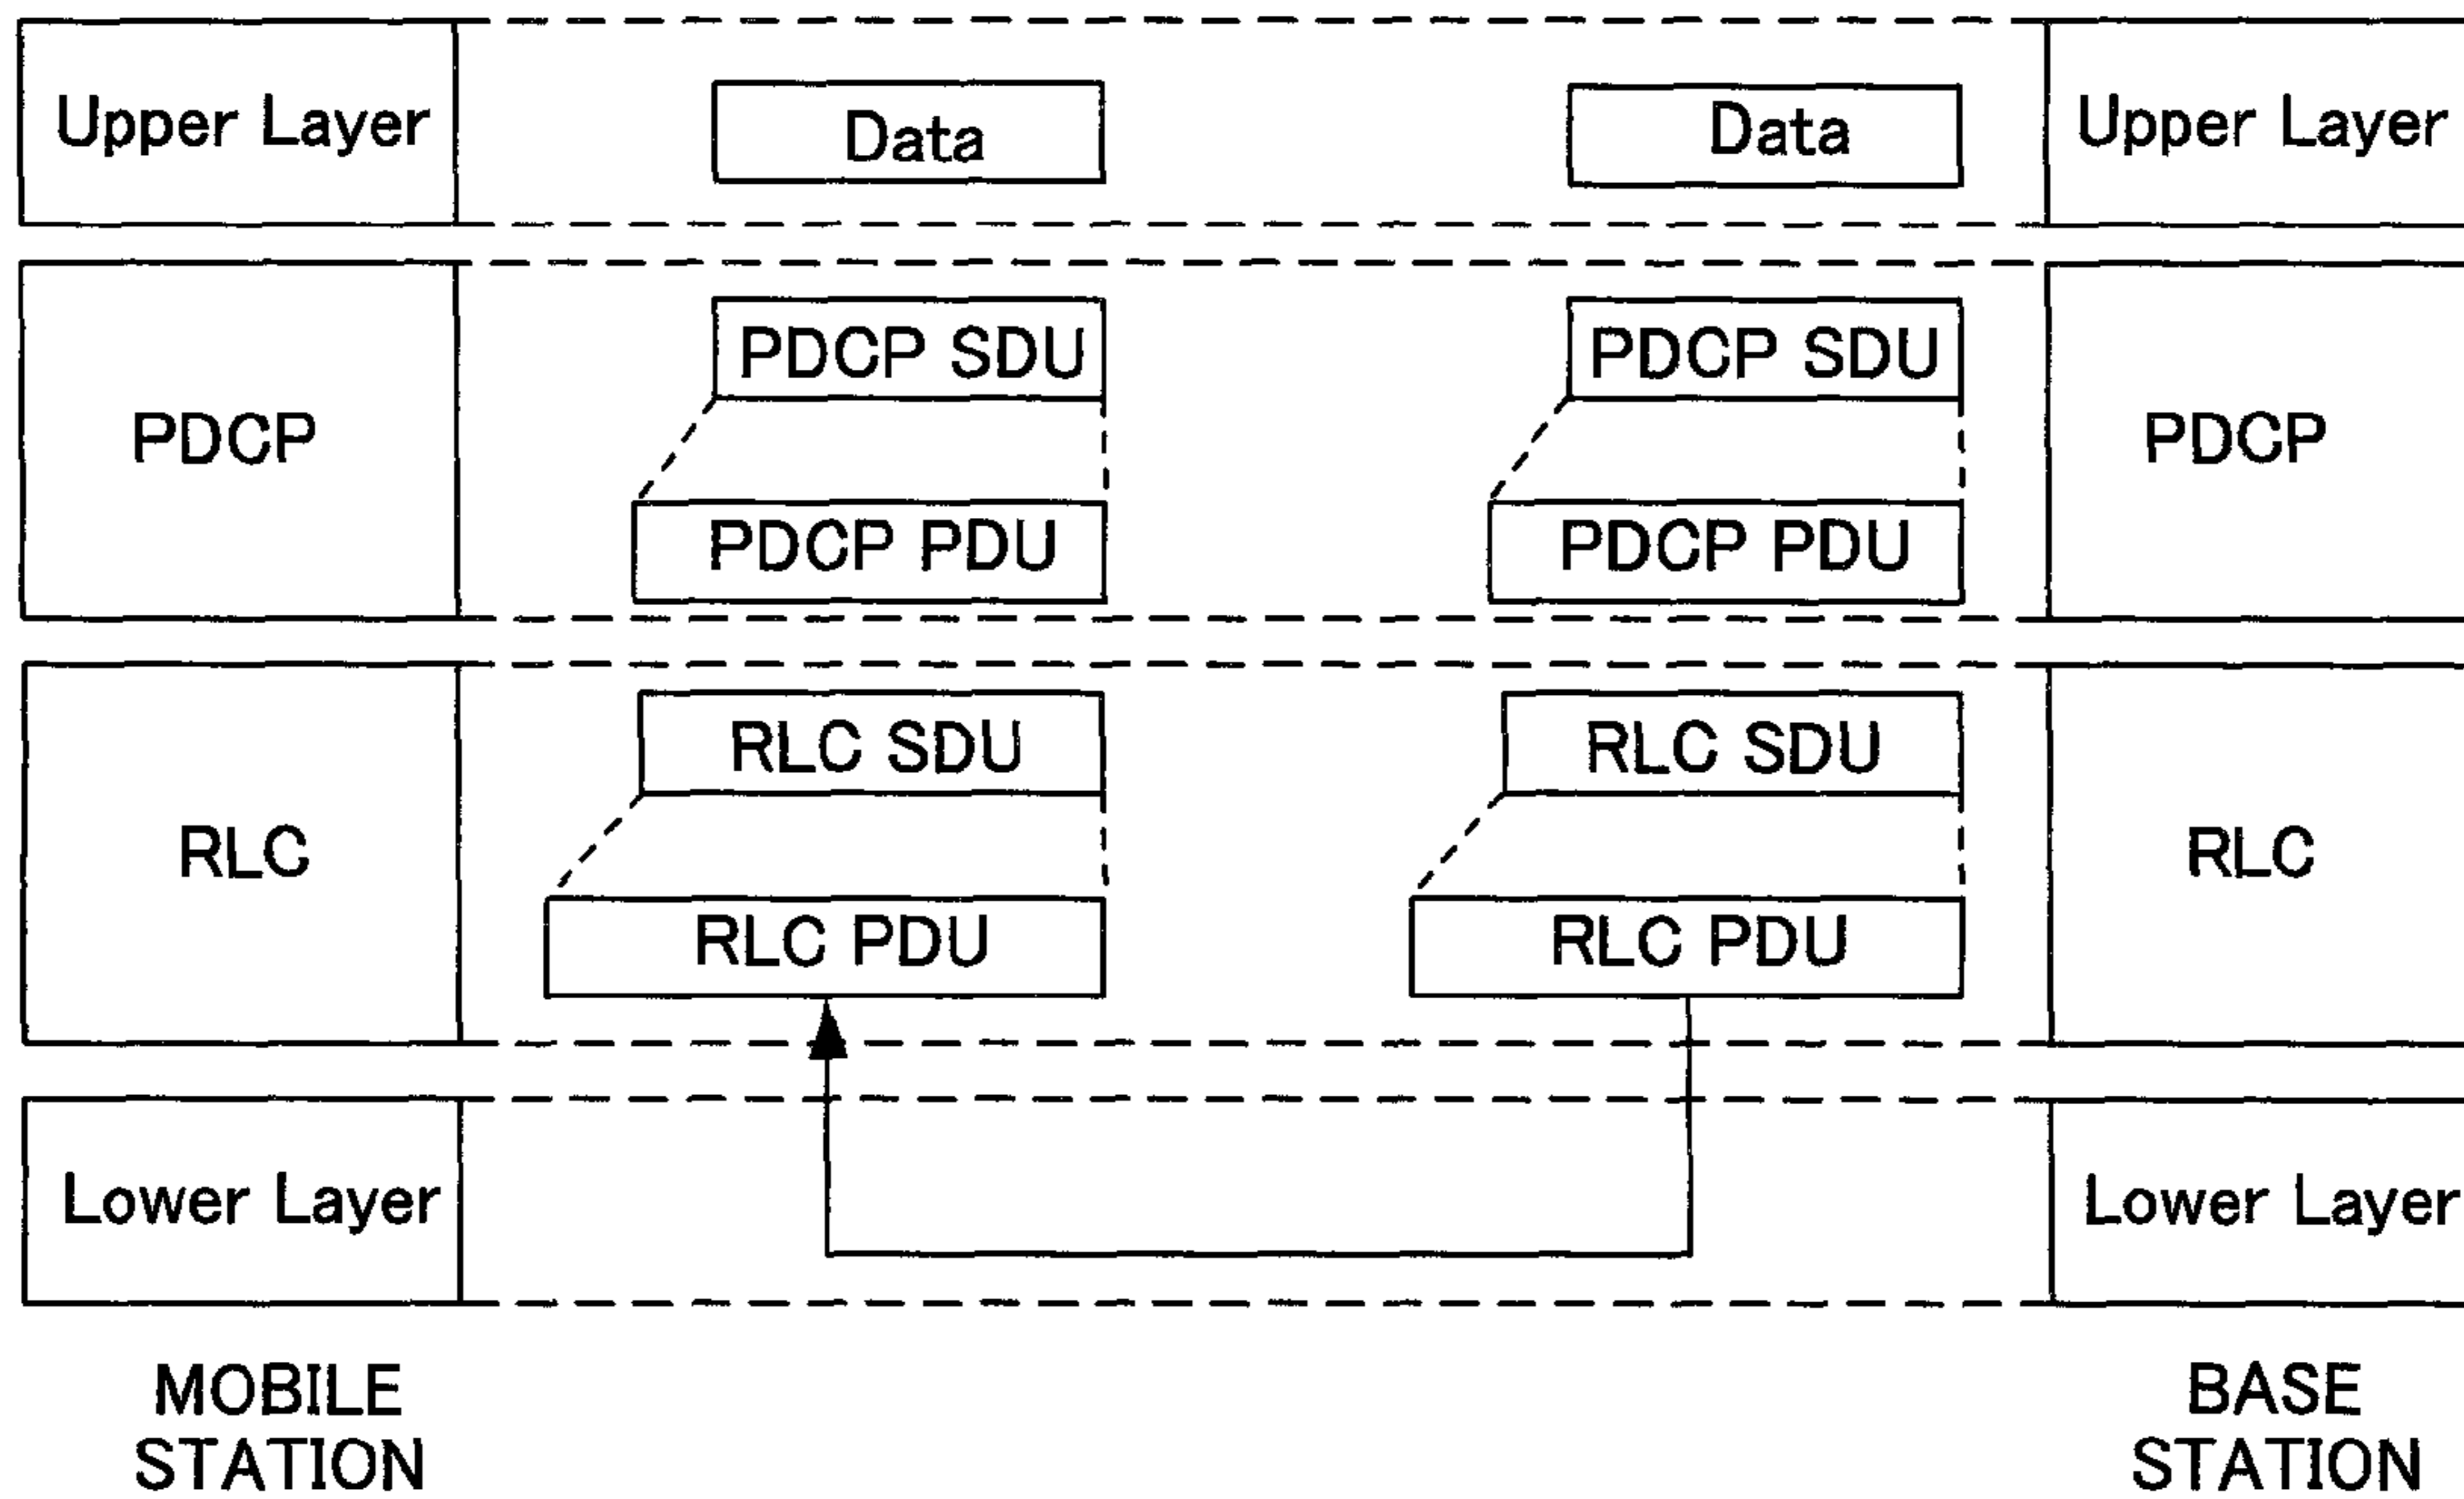 Upper Layer
Data
Data
Upper Layer
PDCP
PDCP SDU
PDCP PDU
PDCP SDU
PDCP PDU
PDCP
RLC
RLC SDU
RLC PDU
RLC SDU
RLC PDU
RLC
Lower Layer
Lower Layer
MOBILE
STATION
BASE
STATION